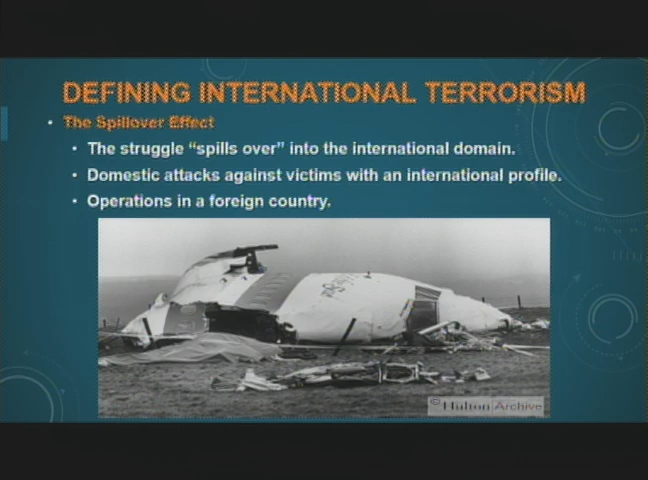 DEFINING INTERNATIONAL TERRORISM
• The Spillover Effect
• The struggle “spills over” into the international domain.
• Domestic attacks against victims with an international profile.
• Operations in a foreign country.
© Hulton Archive